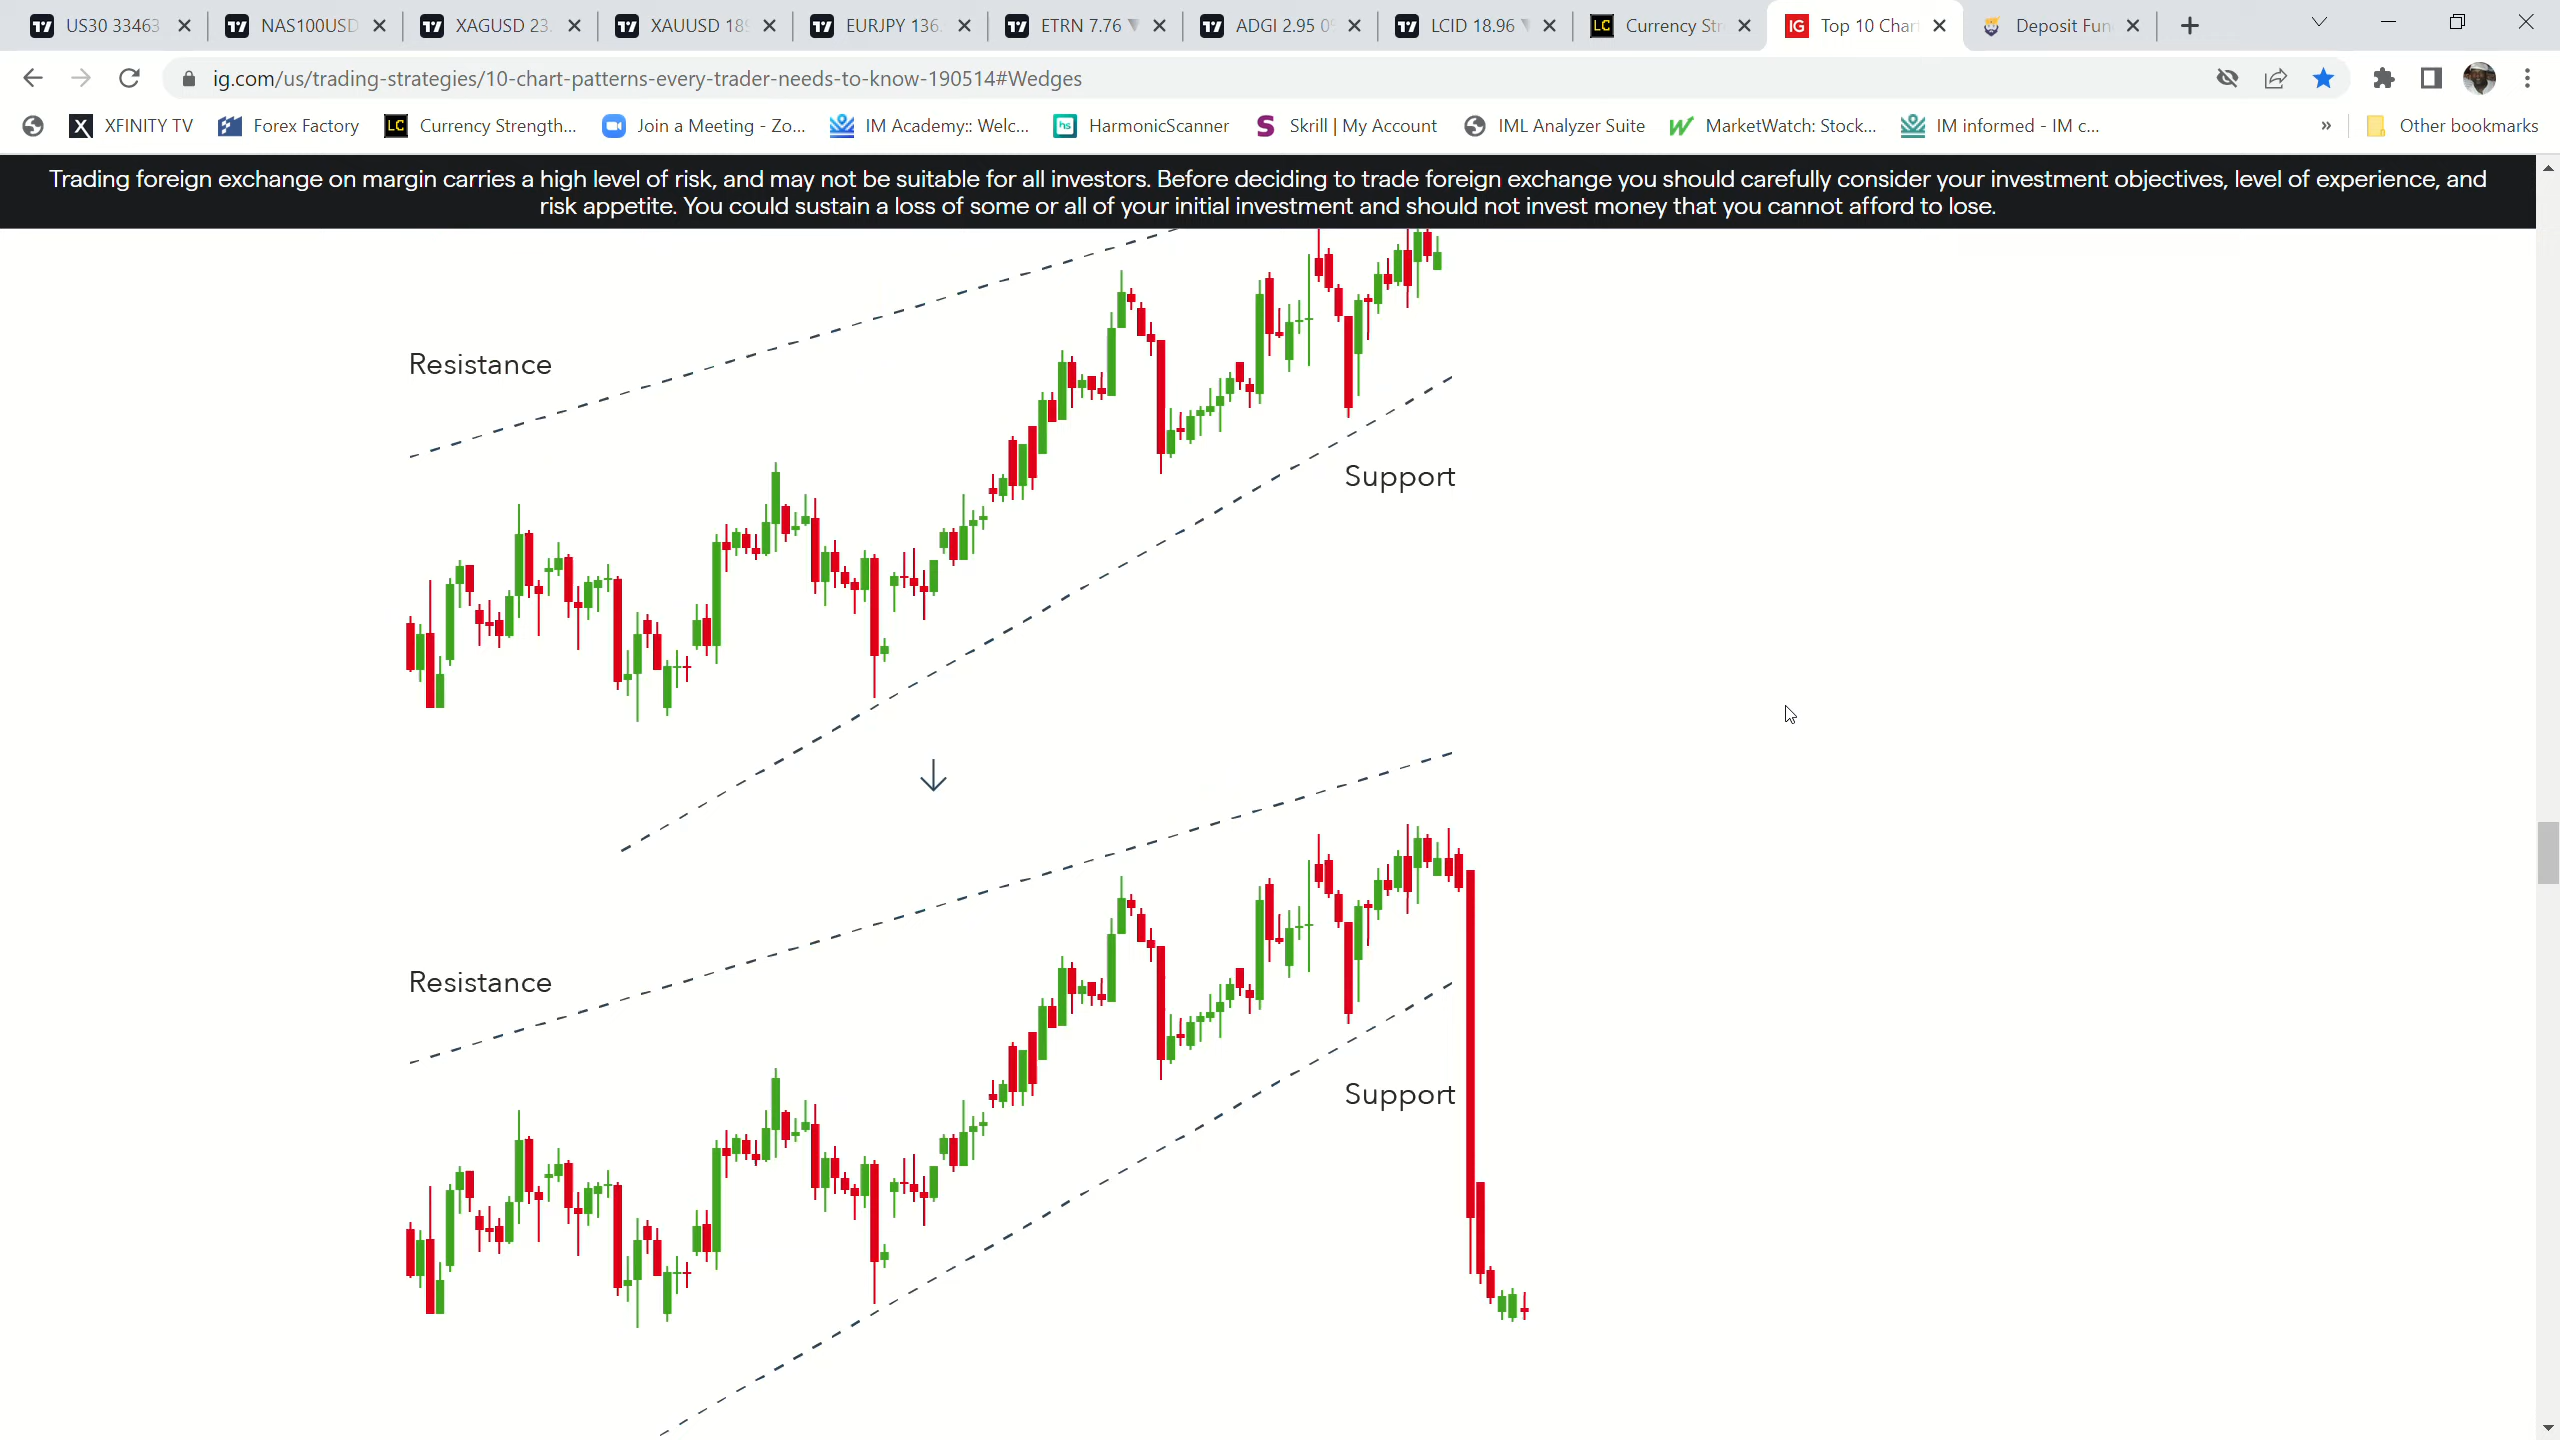 US30 33463
NAS100USD
XAGUSD 23.
XAUUSD 189
EURJPY 136.
ETRN 7.76 ▼
ADGI 2.95 0%
LCID 18.96
Currency Str
IG Top 10 Char
Deposit Fun
ig.com/us/trading-strategies/10-chart-patterns-every-trader-needs-to-know-190514#Wedges
X XFINITY TV
Forex Factory
LC Currency Strength...
Join a Meeting - Zo...
IM Academy:: Welc...
hs HarmonicScanner
S Skrill | My Account
IML Analyzer Suite
MarketWatch: Stock...
IM informed - IM c...
»
Other bookmarks
Trading foreign exchange on margin carries a high level of risk, and may not be suitable for all investors. Before deciding to trade foreign exchange you should carefully consider your investment objectives, level of experience, and
risk appetite. You could sustain a loss of some or all of your initial investment and should not invest money that you cannot afford to lose.
Resistance
Support
Resistance
Support